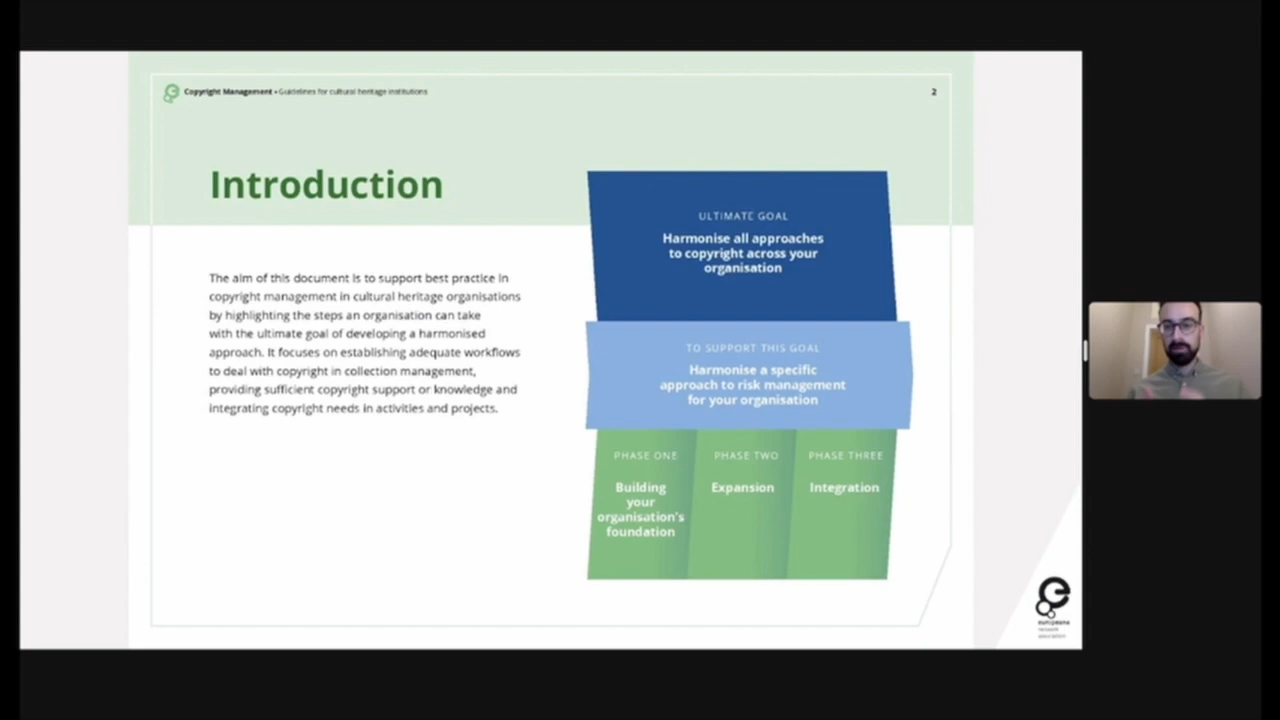 Copyright Management • Guidelines for cultural heritage institutions
2
Introduction
The aim of this document is to support best practice in
copyright management in cultural heritage organisations
by highlighting the steps an organisation can take
with the ultimate goal of developing a harmonised
approach. It focuses on establishing adequate workflows
to deal with copyright in collection management,
providing sufficient copyright support or knowledge and
integrating copyright needs in activities and projects.
ULTIMATE GOAL
Harmonise all approaches
to copyright across your
organisation
TO SUPPORT THIS GOAL
Harmonise a specific
approach to risk management
for your organisation
PHASE ONE
Building
your
organisation's
foundation
PHASE TWO
Expansion
PHASE THREE
Integration
europeana
network
association